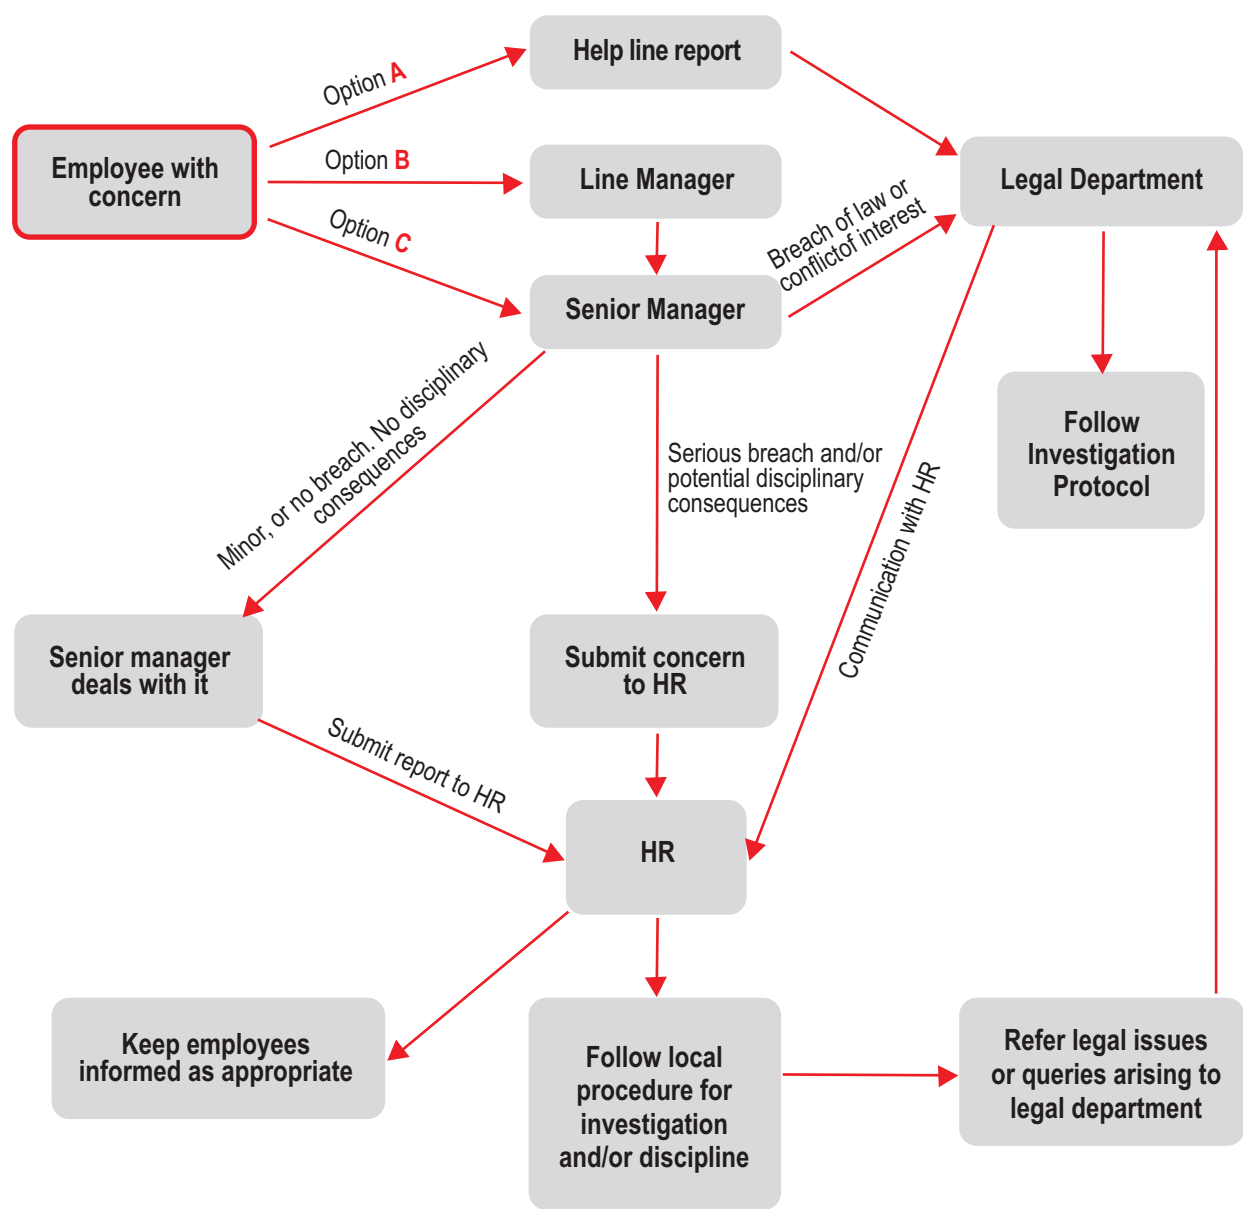 Help line report
Option A
Employee with
concern
Option B
Line Manager
Legal Department
Option C
Breach of law or
conflictof interest
Senior Manager
Minor, or no breach. No disciplinary
consequences
Serious breach and/or
potential disciplinary
consequences
Communication with HR
Follow
Investigation
Protocol
Senior manager
deals with it
Submit concern
to HR
Submit report to HR
HR
Keep employees
informed as appropriate
Follow local
procedure for
investigation
and/or discipline
Refer legal issues
or queries arising to
legal department